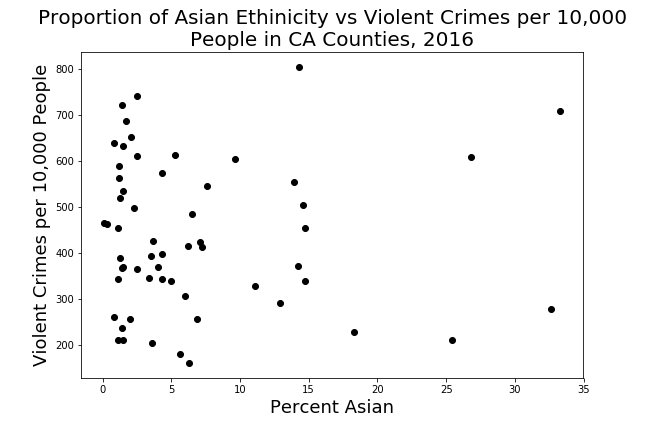 Proportion of Asian Ethinicity vs Violent Crimes per 10,000
People in CA Counties, 2016
Violent Crimes per 10,000 People
800
700
600
500
400
300
200
0 5 10 15 20 25 30 35
Percent Asian